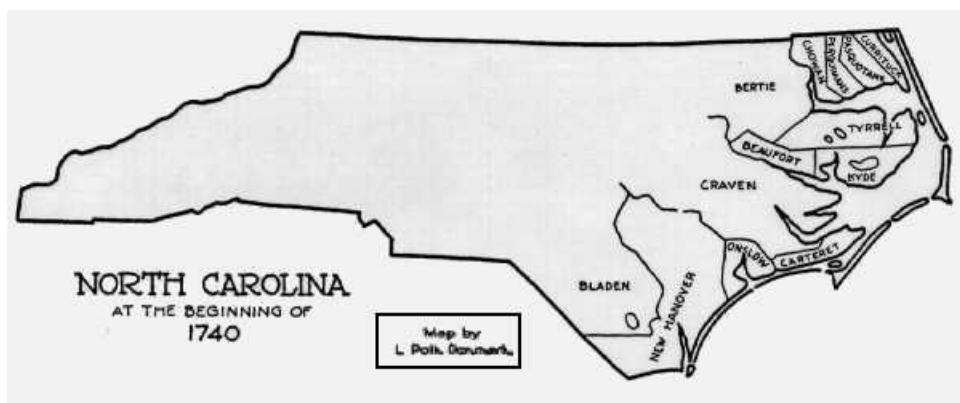 CHOWAN
PERQUIMANS
PASQUOTANK
CURRITUCK
BERTIE
TYRRELL
BEAUFORT
HYDE
CRAVEN
ONSLOW
CARTERET
BLADEN
NEW HANOVER
NORTH CAROLINA
AT THE BEGINNING OF
1740
Map by
L. Polk